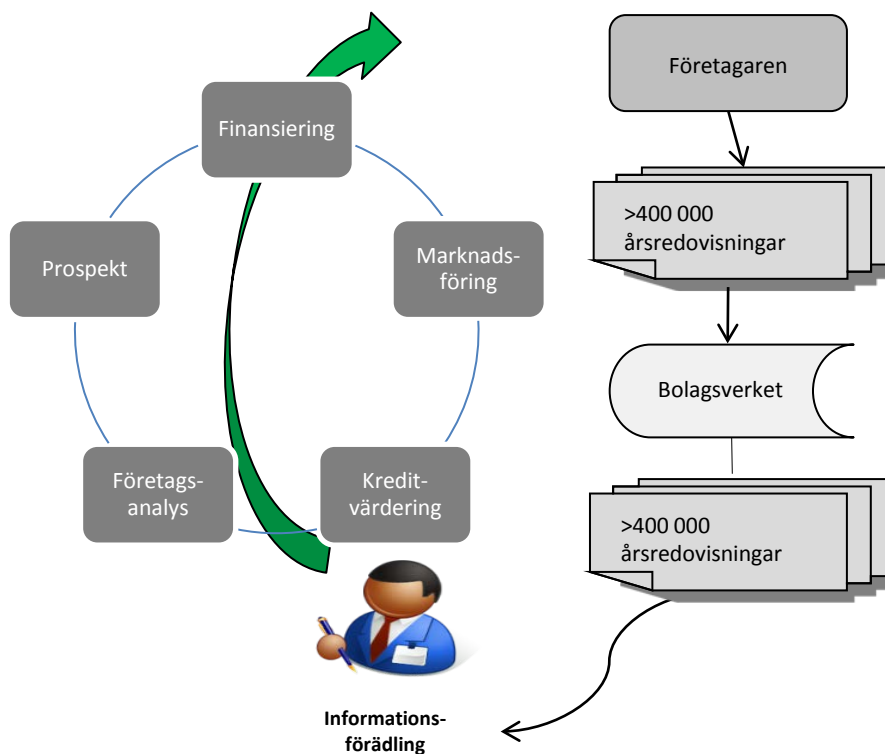 Finansiering
Marknads-
föring
Kredit-
värdering
Företags-
analys
Prospekt
Företagaren
>400 000
årsredovisningar
Bolagsverket
>400 000
årsredovisningar
Informations-
förädling